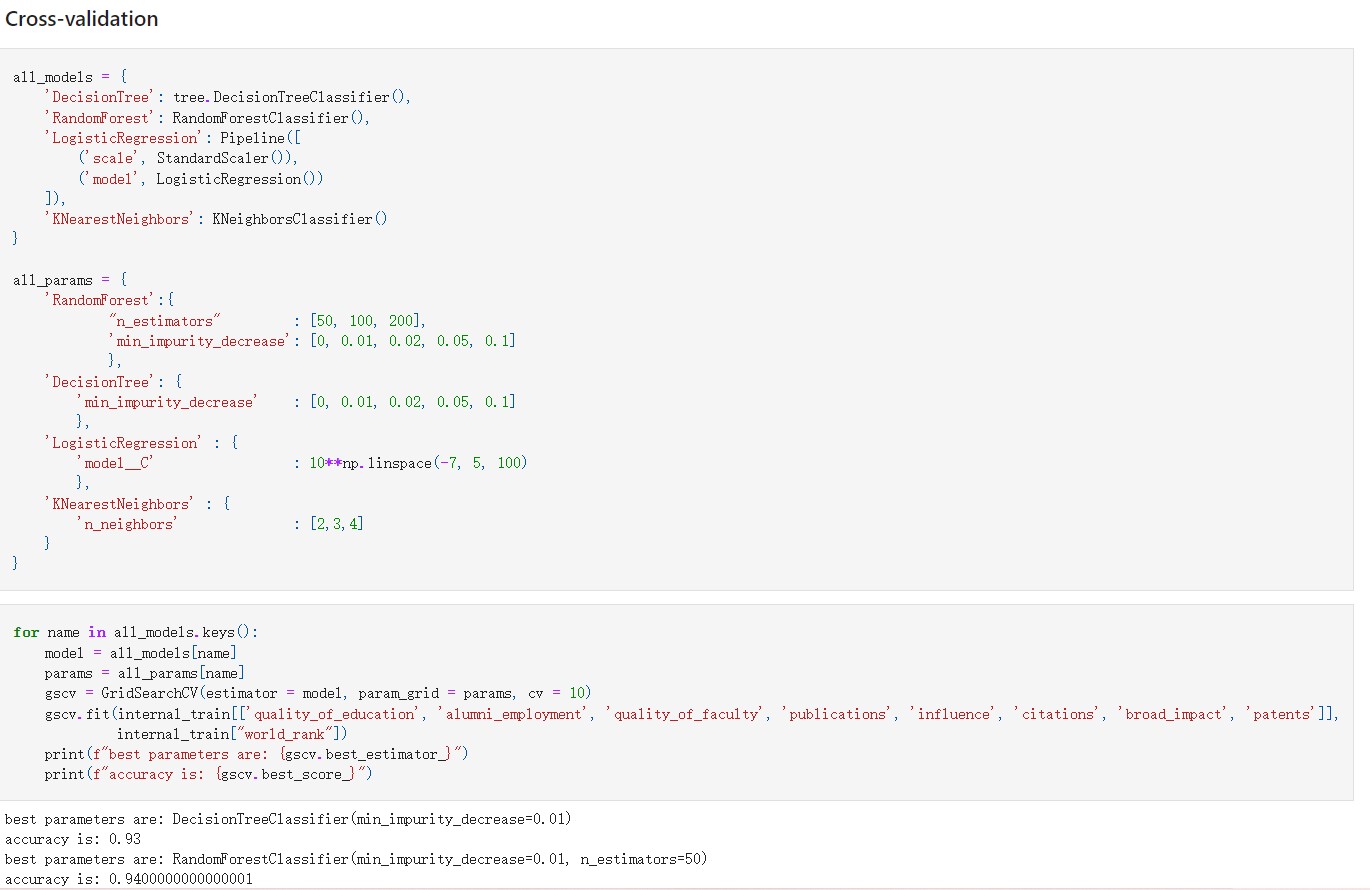 Cross-validation
all_models = {
    'DecisionTree': tree.DecisionTreeClassifier(),
    'RandomForest': RandomForestClassifier(),
    'LogisticRegression': Pipeline([
        ('scale', StandardScaler()),
        ('model', LogisticRegression())
    ]),
    'KNearestNeighbors': KNeighborsClassifier()
}
all_params = {
    'RandomForest':{
            "n_estimators"         : [50, 100, 200],
            'min_impurity_decrease': [0, 0.01, 0.02, 0.05, 0.1]
            },
    'DecisionTree': {
        'min_impurity_decrease'    : [0, 0.01, 0.02, 0.05, 0.1]
        },
    'LogisticRegression' : {
        'model__C'                 : 10**np.linspace(-7, 5, 100)
        },
    'KNearestNeighbors' : {
        'n_neighbors'              : [2,3,4]
    }
}
for name in all_models.keys():
    model = all_models[name]
    params = all_params[name]
    gscv = GridSearchCV(estimator = model, param_grid = params, cv = 10)
    gscv.fit(internal_train[['quality_of_education', 'alumni_employment', 'quality_of_faculty', 'publications', 'influence', 'citations', 'broad_impact', 'patents']],
             internal_train["world_rank"])
    print(f"best parameters are: {gscv.best_estimator_}")
    print(f"accuracy is: {gscv.best_score_}")
best parameters are: DecisionTreeClassifier(min_impurity_decrease=0.01)
accuracy is: 0.93
best parameters are: RandomForestClassifier(min_impurity_decrease=0.01, n_estimators=50)
accuracy is: 0.9400000000000001